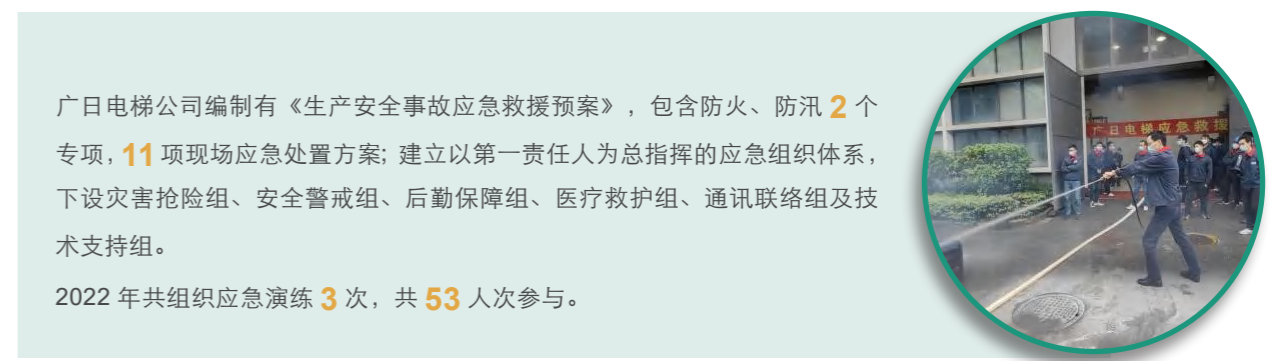 广日电梯公司编制有《生产安全事故应急救援预案》，包含防火、防汛 2 个
专项，11 项现场应急处置方案；建立以第一责任人为总指挥的应急组织体系，
下设灾害抢险组、安全警戒组、后勤保障组、医疗救护组、通讯联络组及技
术支持组。
2022 年共组织应急演练 3 次，共 53 人次参与。
广日电梯应急救援